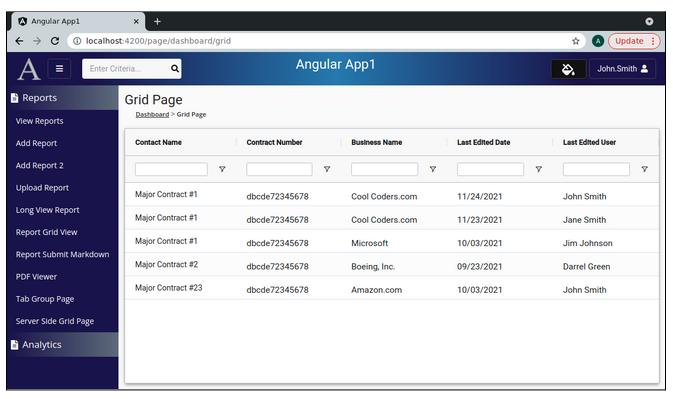 Angular App1
localhost:4200/page/dashboard/grid
A
Update
A
Enter Criteria...
Angular App1
John.Smith
Reports
View Reports
Add Report
Add Report 2
Upload Report
Long View Report
Report Grid View
Report Submit Markdown
PDF Viewer
Tab Group Page
Server Side Grid Page
Analytics
Grid Page
Dashboard > Grid Page
Contact Name Contract Number Business Name Last Edited Date Last Edited User
Major Contract #1 dbcde72345678 Cool Coders.com 11/24/2021 John Smith
Major Contract #1 dbcde72345678 Cool Coders.com 11/23/2021 Jane Smith
Major Contract #1 dbcde72345678 Microsoft 10/03/2021 Jim Johnson
Major Contract #2 dbcde72345678 Boeing, Inc. 09/23/2021 Darrel Green
Major Contract #23 dbcde72345678 Amazon.com 10/03/2021 John Smith